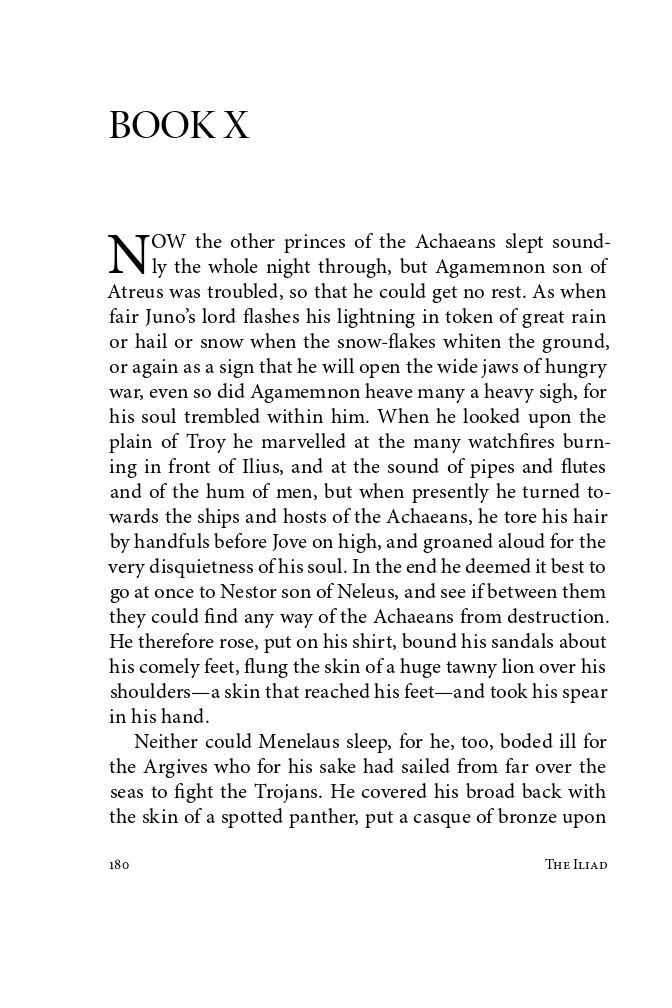 BOOK X
NOW the other princes of the Achaeans slept sound-
ly the whole night through, but Agamemnon son of
Atreus was troubled, so that he could get no rest. As when
fair Juno’s lord flashes his lightning in token of great rain
or hail or snow when the snow-flakes whiten the ground,
or again as a sign that he will open the wide jaws of hungry
war, even so did Agamemnon heave many a heavy sigh, for
his soul trembled within him. When he looked upon the
plain of Troy he marvelled at the many watchfires burn-
ing in front of Ilius, and at the sound of pipes and flutes
and of the hum of men, but when presently he turned to-
wards the ships and hosts of the Achaeans, he tore his hair
by handfuls before Jove on high, and groaned aloud for the
very disquietness of his soul. In the end he deemed it best to
go at once to Nestor son of Neleus, and see if between them
they could find any way of the Achaeans from destruction.
He therefore rose, put on his shirt, bound his sandals about
his comely feet, flung the skin of a huge tawny lion over his
shoulders—a skin that reached his feet—and took his spear
in his hand.
Neither could Menelaus sleep, for he, too, boded ill for
the Argives who for his sake had sailed from far over the
seas to fight the Trojans. He covered his broad back with
the skin of a spotted panther, put a casque of bronze upon
180 The Iliad